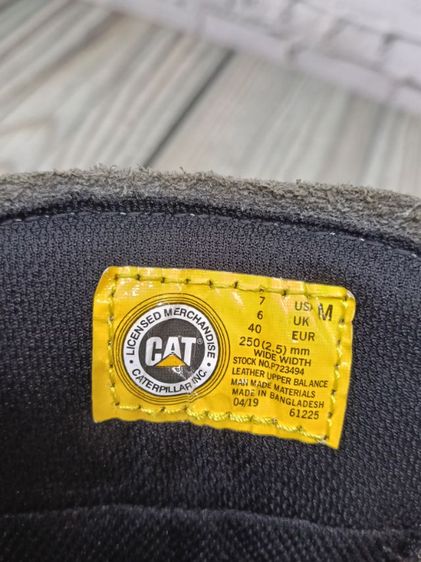 LICENSED MERCHANDISE
CAT
CATERPILLAR INC.
7 US M
6 UK
40 EUR
250(2.5) mm
WIDE WIDTH
STOCK NO.P723494
LEATHER UPPER BALANCE
MAN MADE MATERIALS
MADE IN BANGLADESH
04/19 61225